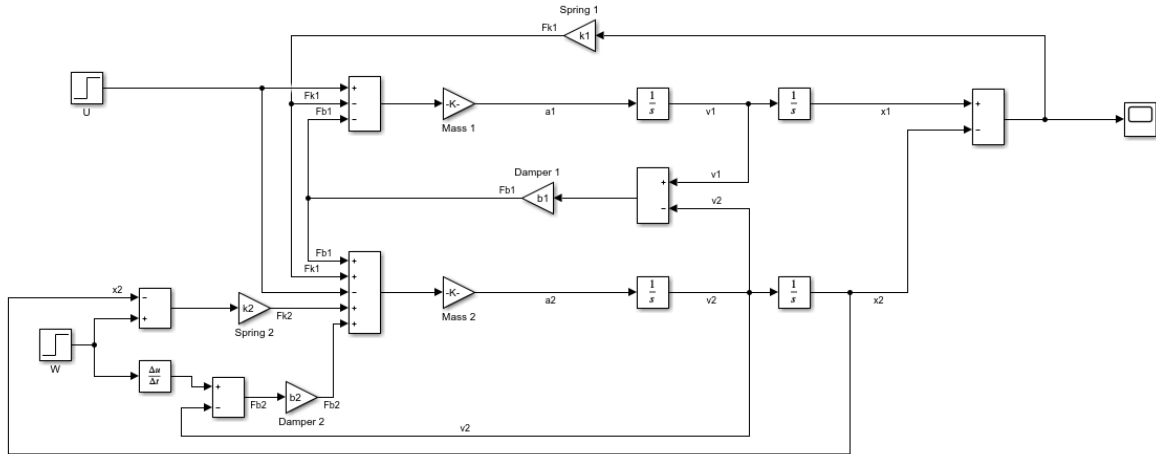 Spring 1
Fk1
k1
U
Fk1
Fb1
+
−
−
-K-
Mass 1
a1
1
s
v1
1
s
x1
+
−
Damper 1
Fb1
b1
+
−
v1
v2
Fb1
Fk1
+
+
−
+
+
-K-
Mass 2
a2
1
s
v2
1
s
x2
x2
−
+
k2
Spring 2
Fk2
W
Δu
Δt
+
−
Fb2
b2
Damper 2
Fb2
v2